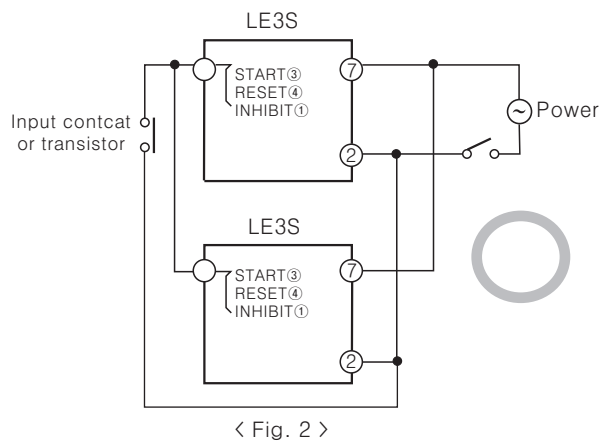 LE3S
START③
RESET④
INHIBIT①
⑦
②
Input contcat
or transistor
Power
LE3S
START③
RESET④
INHIBIT①
⑦
②
< Fig. 2 >